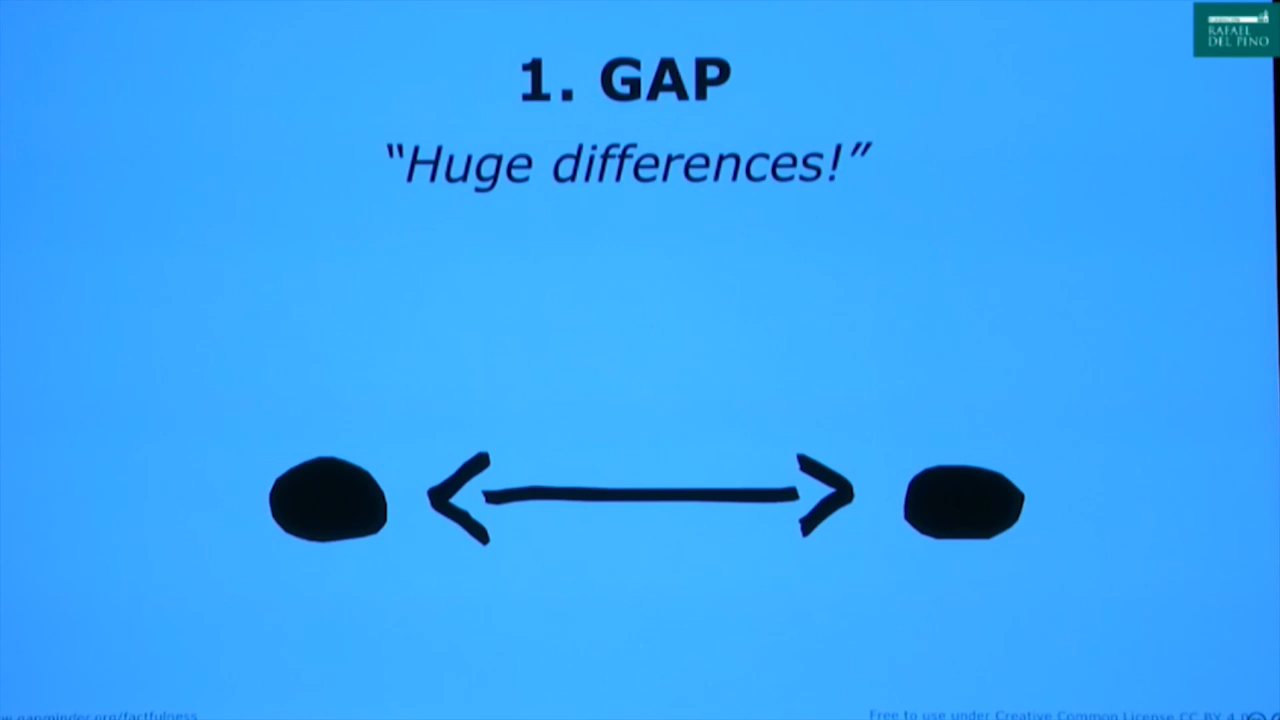 RAFAEL
DEL PINO
1. GAP
“Huge differences!”
w.gapminder.org/factfulness
Free to use under Creative Common License CC BY 4.0